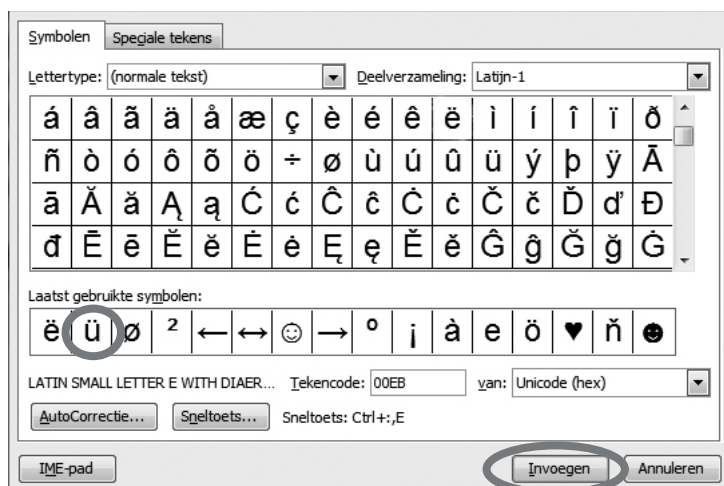 Symbolen Speciale tekens
Lettertype: (normale tekst) Deelverzameling: Latijn-1
á â ã ä å æ ç è é ê ë ì í î ï ð
ñ ò ó ô õ ö ÷ ø ù ú û ü ý þ ÿ Ā
ā Ă ă Ą ą Ć ć Ĉ ĉ Ċ ċ Č č Ď ď Đ
đ Ē ē Ĕ ĕ Ė ė Ę ę Ě ě Ĝ ĝ Ğ ğ Ġ
Laatst gebruikte symbolen:
ë ü ø ² ← ↔ ☺ → º ¡ à e ö ♥ ň ☻
LATIN SMALL LETTER E WITH DIAER... Tekencode: 00EB van: Unicode (hex)
AutoCorrectie... Sneltoets... Sneltoets: Ctrl+:,E
IME-pad Invoegen Annuleren